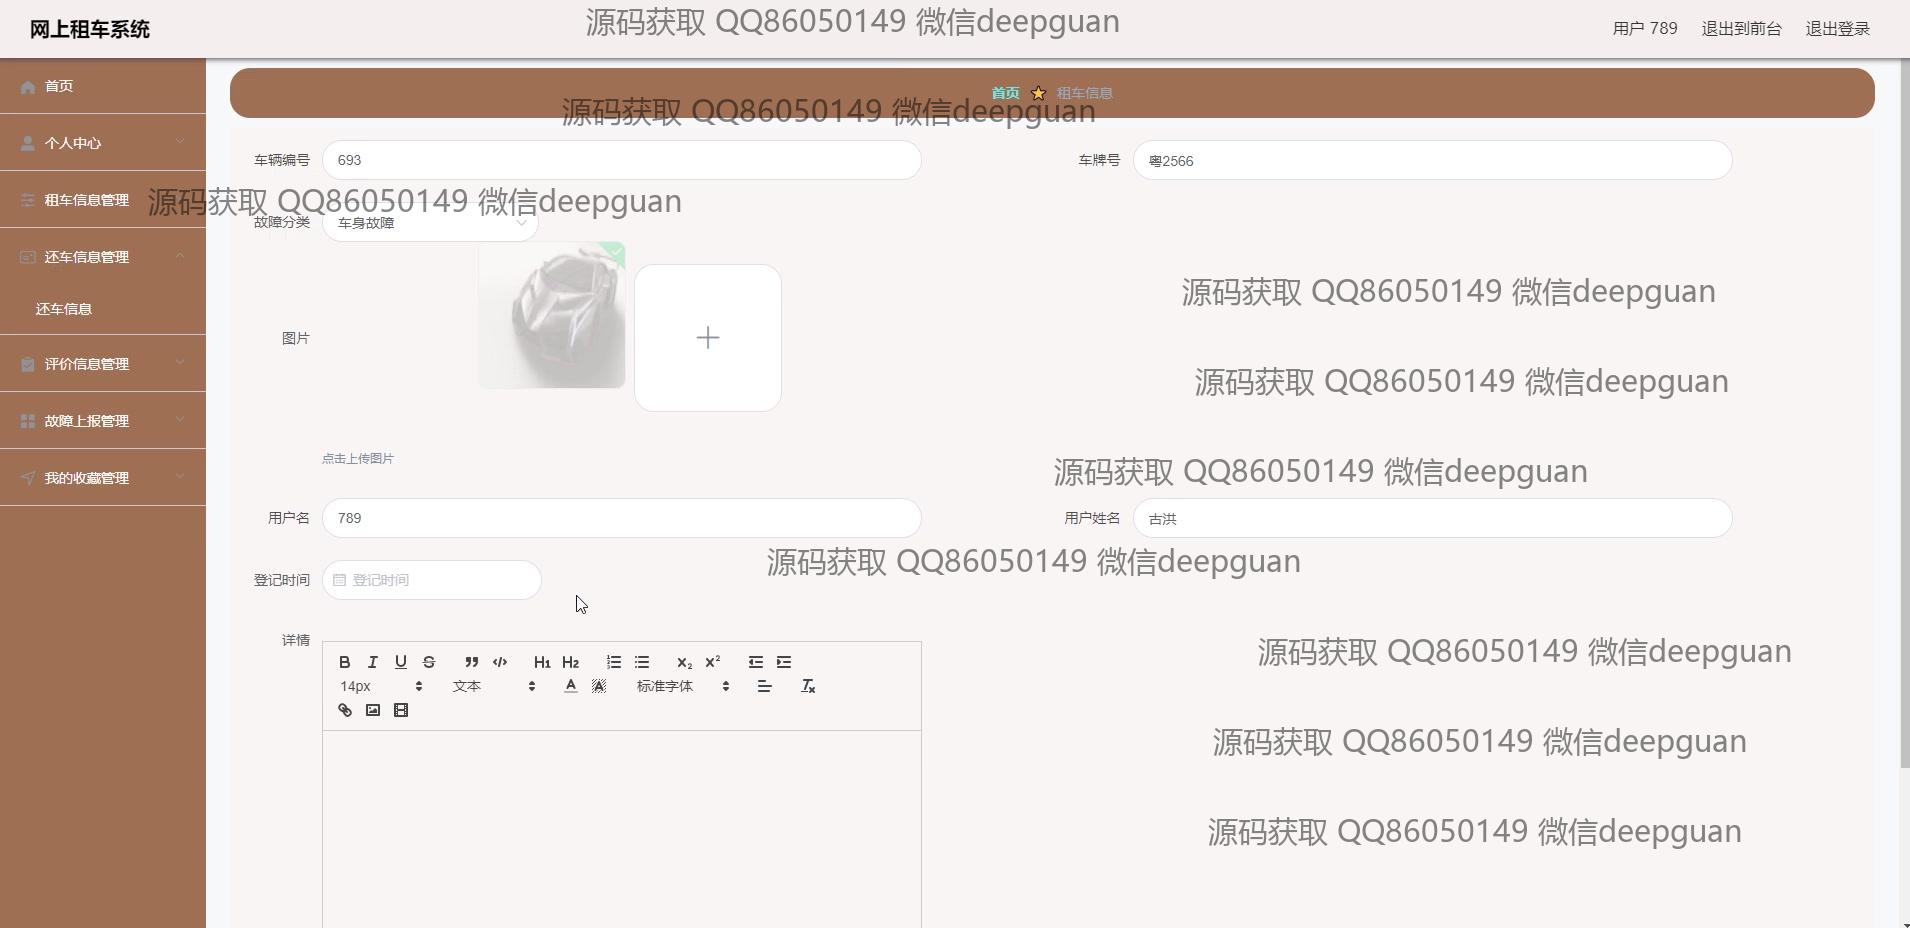 网上租车系统
源码获取 QQ86050149 微信deepguan
用户 789 退出到前台 退出登录
首页
首页 租车信息
源码获取 QQ86050149 微信deepguan
个人中心
车辆编号 693
车牌号 粤2566
租车信息管理
源码获取 QQ86050149 微信deepguan
故障分类 车身故障
还车信息管理
还车信息
源码获取 QQ86050149 微信deepguan
图片
评价信息管理
源码获取 QQ86050149 微信deepguan
故障上报管理
点击上传图片
源码获取 QQ86050149 微信deepguan
我的收藏管理
用户名 789
用户姓名 古洪
源码获取 QQ86050149 微信deepguan
登记时间 登记时间
详情
源码获取 QQ86050149 微信deepguan
B I U S H1 H2 x2 x2
14px 文本 A A 标准字体 Tx
源码获取 QQ86050149 微信deepguan
源码获取 QQ86050149 微信deepguan